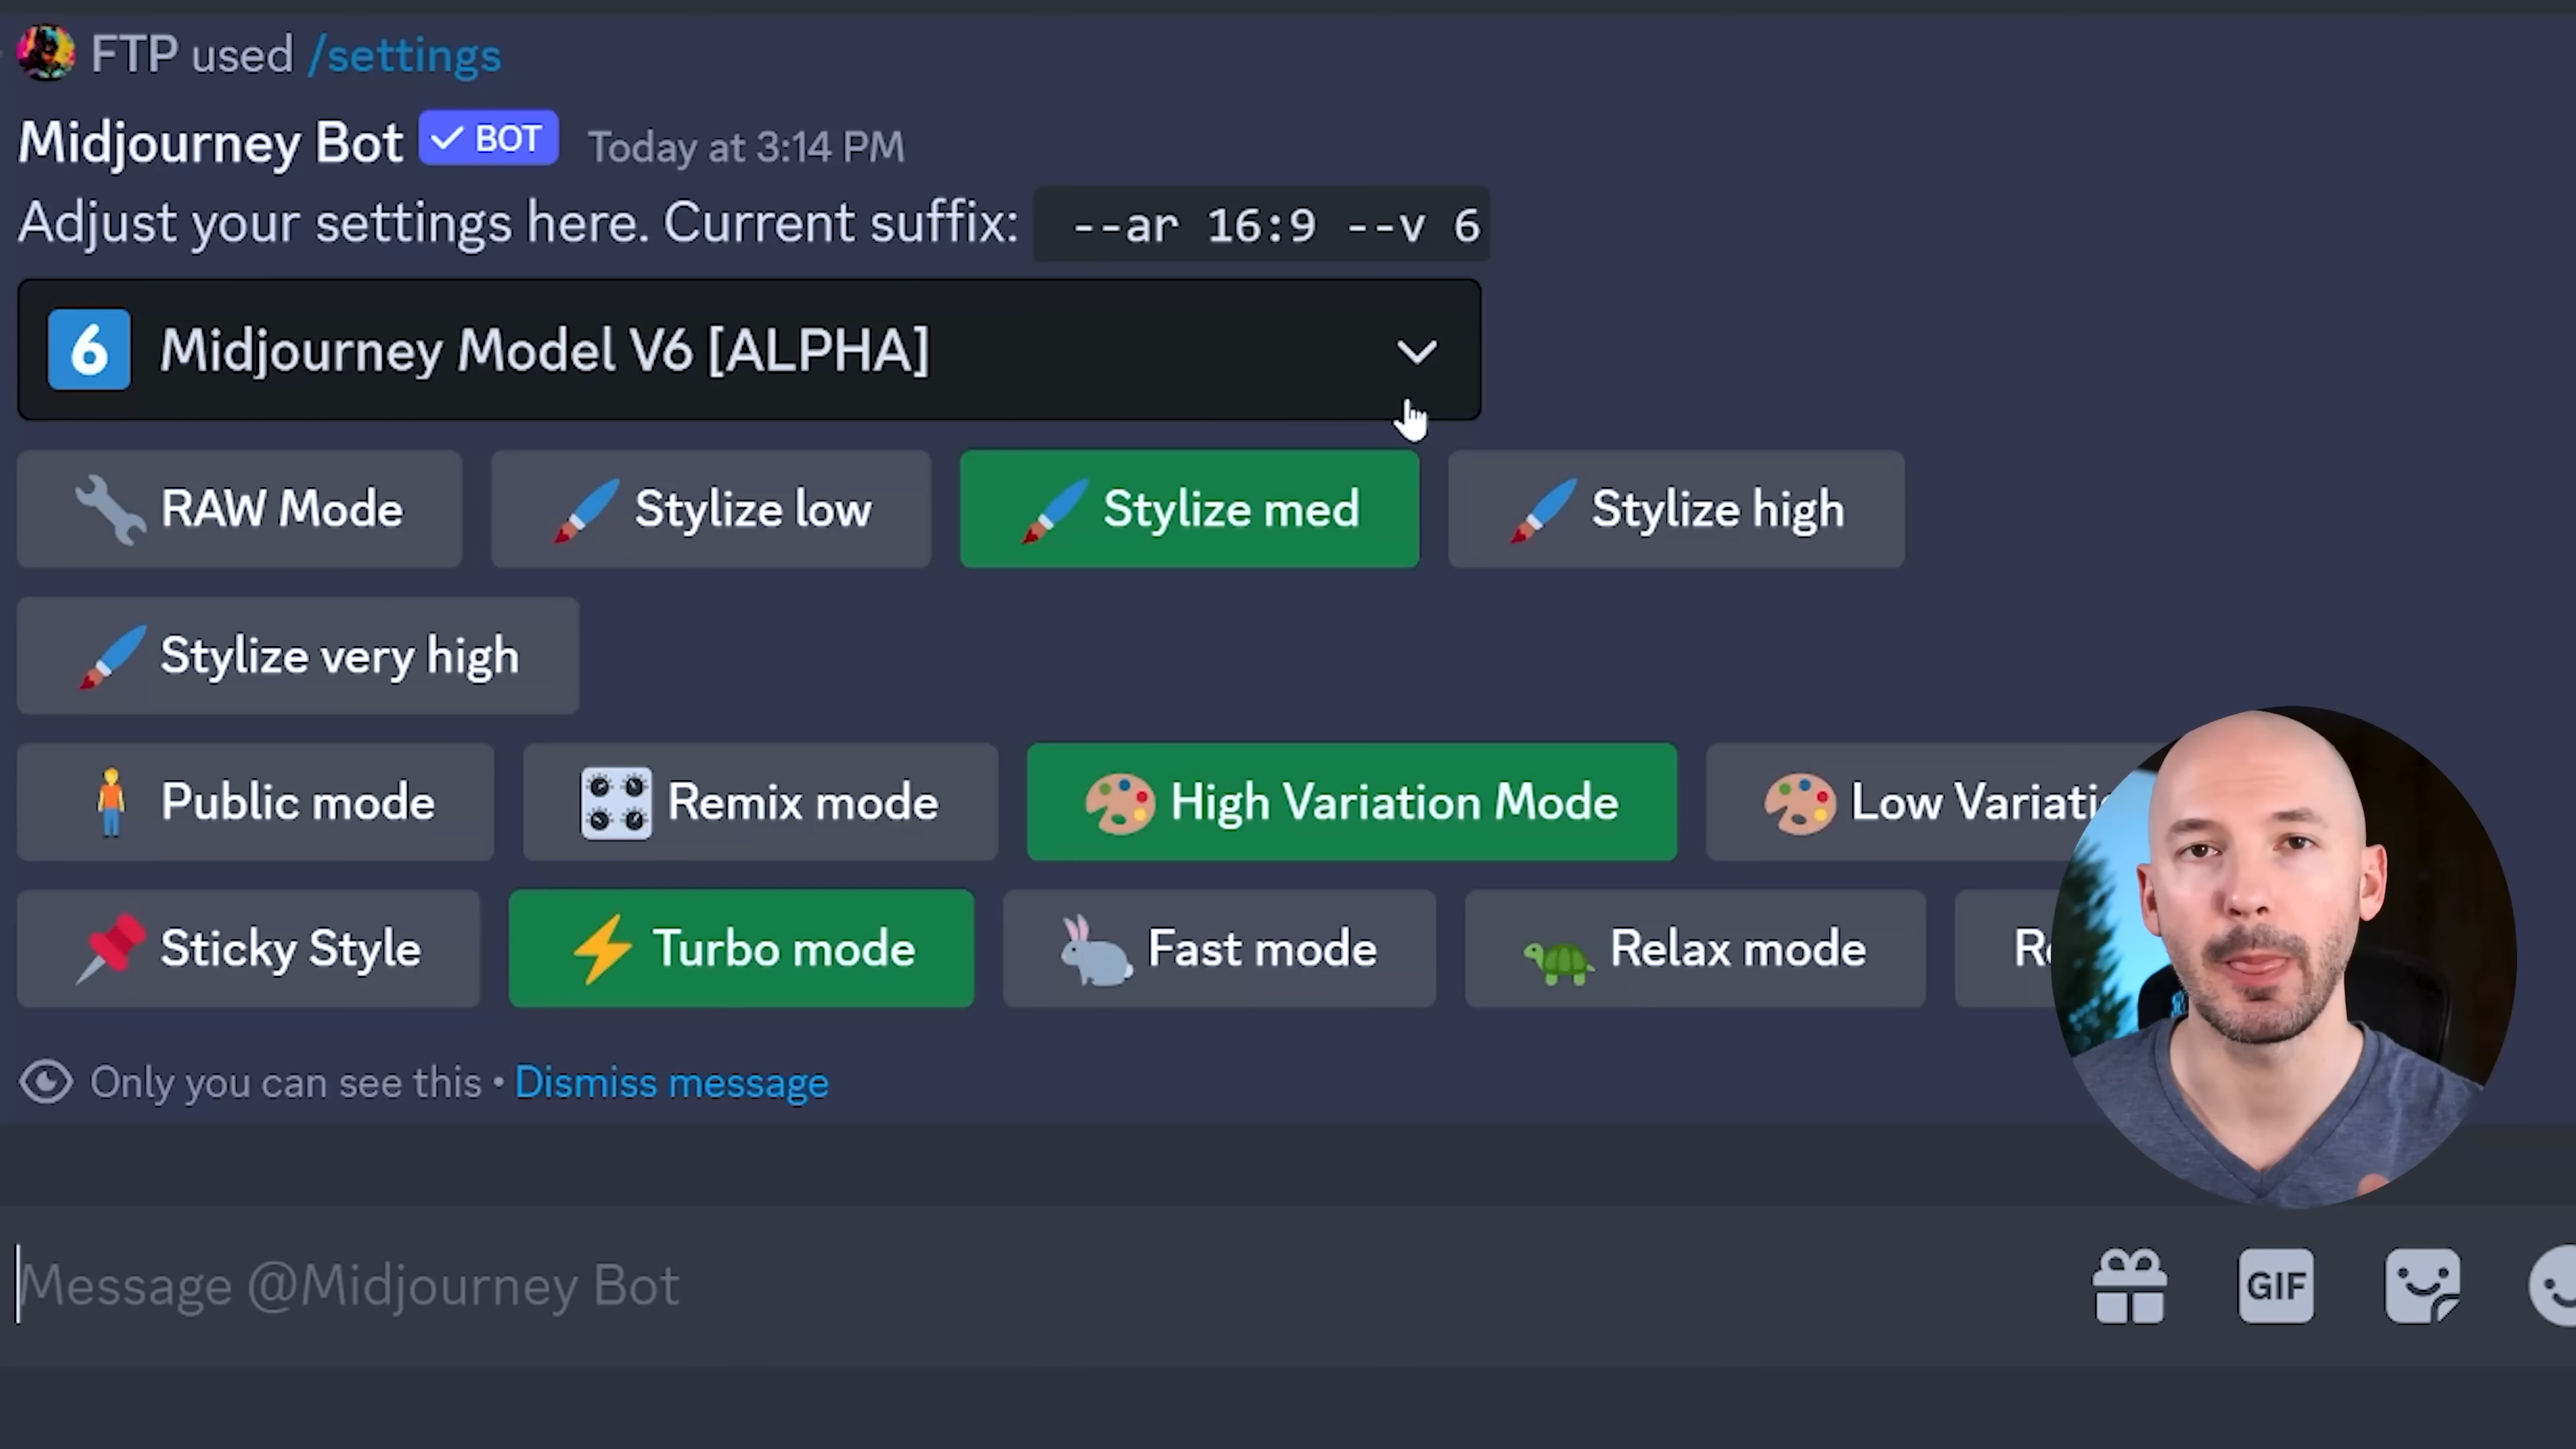 FTP used /settings
Midjourney Bot ✓ BOT Today at 3:14 PM
Adjust your settings here. Current suffix: --ar 16:9 --v 6
6 Midjourney Model V6 [ALPHA]
RAW Mode Stylize low Stylize med Stylize high
Stylize very high
Public mode Remix mode High Variation Mode Low
Sticky Style Turbo mode Fast mode Relax mode
Only you can see this • Dismiss message
Message @Midjourney Bot
GIF